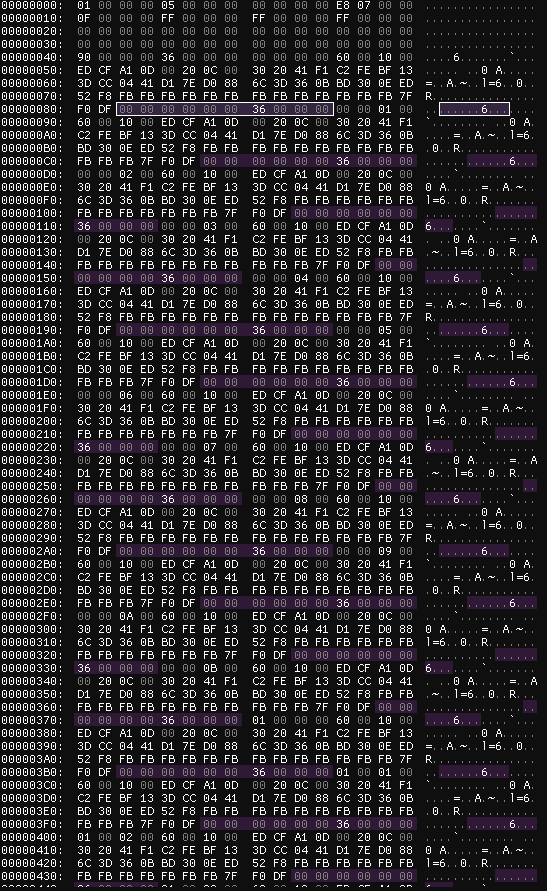 00000000: 01 00 00 00 05 00 00 00 00 00 00 00 E8 07 00 00 ................
00000010: 0F 00 00 00 FF 00 00 00 FF 00 00 00 FF 00 00 00 ................
00000020: 00 00 00 00 00 00 00 00 00 00 00 00 00 00 00 00 ................
00000030: 00 00 00 00 00 00 00 00 00 00 00 00 00 00 00 00 ................
00000040: 90 00 00 00 36 00 00 00 00 00 00 00 60 00 10 00 ....6.......`...
00000050: ED CF A1 0D 00 20 0C 00 30 20 41 F1 C2 FE BF 13 ..... ..0 A.....
00000060: 3D CC 04 41 D1 7E D0 88 6C 3D 36 0B BD 30 0E ED =..A.~..l=6..0..
00000070: 52 F8 FB FB FB FB FB FB FB FB FB FB FB FB FB 7F R...............
00000080: F0 DF 00 00 00 00 00 00 36 00 00 00 00 00 01 00 ........6.......
00000090: 60 00 10 00 ED CF A1 0D 00 20 0C 00 30 20 41 F1 `........ ..0 A.
000000A0: C2 FE BF 13 3D CC 04 41 D1 7E D0 88 6C 3D 36 0B ....=..A.~..l=6.
000000B0: BD 30 0E ED 52 F8 FB FB FB FB FB FB FB FB FB FB .0..R...........
000000C0: FB FB FB 7F F0 DF 00 00 00 00 00 00 36 00 00 00 ............6...
000000D0: 00 00 02 00 60 00 10 00 ED CF A1 0D 00 20 0C 00 ....`........ ..
000000E0: 30 20 41 F1 C2 FE BF 13 3D CC 04 41 D1 7E D0 88 0 A.....=..A.~..
000000F0: 6C 3D 36 0B BD 30 0E ED 52 F8 FB FB FB FB FB FB l=6..0..R.......
00000100: FB FB FB FB FB FB FB 7F F0 DF 00 00 00 00 00 00 ................
00000110: 36 00 00 00 00 00 03 00 60 00 10 00 ED CF A1 0D 6.......`.......
00000120: 00 20 0C 00 30 20 41 F1 C2 FE BF 13 3D CC 04 41 . ..0 A.....=..A
00000130: D1 7E D0 88 6C 3D 36 0B BD 30 0E ED 52 F8 FB FB .~..l=6..0..R...
00000140: FB FB FB FB FB FB FB FB FB FB FB 7F F0 DF 00 00 ................
00000150: 00 00 00 00 36 00 00 00 00 00 04 00 60 00 10 00 ....6.......`...
00000160: ED CF A1 0D 00 20 0C 00 30 20 41 F1 C2 FE BF 13 ..... ..0 A.....
00000170: 3D CC 04 41 D1 7E D0 88 6C 3D 36 0B BD 30 0E ED =..A.~..l=6..0..
00000180: 52 F8 FB FB FB FB FB FB FB FB FB FB FB FB FB 7F R...............
00000190: F0 DF 00 00 00 00 00 00 36 00 00 00 00 00 05 00 ........6.......
000001A0: 60 00 10 00 ED CF A1 0D 00 20 0C 00 30 20 41 F1 `........ ..0 A.
000001B0: C2 FE BF 13 3D CC 04 41 D1 7E D0 88 6C 3D 36 0B ....=..A.~..l=6.
000001C0: BD 30 0E ED 52 F8 FB FB FB FB FB FB FB FB FB FB .0..R...........
000001D0: FB FB FB 7F F0 DF 00 00 00 00 00 00 36 00 00 00 ............6...
000001E0: 00 00 06 00 60 00 10 00 ED CF A1 0D 00 20 0C 00 ....`........ ..
000001F0: 30 20 41 F1 C2 FE BF 13 3D CC 04 41 D1 7E D0 88 0 A.....=..A.~..
00000200: 6C 3D 36 0B BD 30 0E ED 52 F8 FB FB FB FB FB FB l=6..0..R.......
00000210: FB FB FB FB FB FB FB 7F F0 DF 00 00 00 00 00 00 ................
00000220: 36 00 00 00 00 00 07 00 60 00 10 00 ED CF A1 0D 6.......`.......
00000230: 00 20 0C 00 30 20 41 F1 C2 FE BF 13 3D CC 04 41 . ..0 A.....=..A
00000240: D1 7E D0 88 6C 3D 36 0B BD 30 0E ED 52 F8 FB FB .~..l=6..0..R...
00000250: FB FB FB FB FB FB FB FB FB FB FB 7F F0 DF 00 00 ................
00000260: 00 00 00 00 36 00 00 00 00 00 08 00 60 00 10 00 ....6.......`...
00000270: ED CF A1 0D 00 20 0C 00 30 20 41 F1 C2 FE BF 13 ..... ..0 A.....
00000280: 3D CC 04 41 D1 7E D0 88 6C 3D 36 0B BD 30 0E ED =..A.~..l=6..0..
00000290: 52 F8 FB FB FB FB FB FB FB FB FB FB FB FB FB 7F R...............
000002A0: F0 DF 00 00 00 00 00 00 36 00 00 00 00 00 09 00 ........6.......
000002B0: 60 00 10 00 ED CF A1 0D 00 20 0C 00 30 20 41 F1 `........ ..0 A.
000002C0: C2 FE BF 13 3D CC 04 41 D1 7E D0 88 6C 3D 36 0B ....=..A.~..l=6.
000002D0: BD 30 0E ED 52 F8 FB FB FB FB FB FB FB FB FB FB .0..R...........
000002E0: FB FB FB 7F F0 DF 00 00 00 00 00 00 36 00 00 00 ............6...
000002F0: 00 00 0A 00 60 00 10 00 ED CF A1 0D 00 20 0C 00 ....`........ ..
00000300: 30 20 41 F1 C2 FE BF 13 3D CC 04 41 D1 7E D0 88 0 A.....=..A.~..
00000310: 6C 3D 36 0B BD 30 0E ED 52 F8 FB FB FB FB FB FB l=6..0..R.......
00000320: FB FB FB FB FB FB FB 7F F0 DF 00 00 00 00 00 00 ................
00000330: 36 00 00 00 00 00 0B 00 60 00 10 00 ED CF A1 0D 6.......`.......
00000340: 00 20 0C 00 30 20 41 F1 C2 FE BF 13 3D CC 04 41 . ..0 A.....=..A
00000350: D1 7E D0 88 6C 3D 36 0B BD 30 0E ED 52 F8 FB FB .~..l=6..0..R...
00000360: FB FB FB FB FB FB FB FB FB FB FB 7F F0 DF 00 00 ................
00000370: 00 00 00 00 36 00 00 00 01 00 00 00 60 00 10 00 ....6.......`...
00000380: ED CF A1 0D 00 20 0C 00 30 20 41 F1 C2 FE BF 13 ..... ..0 A.....
00000390: 3D CC 04 41 D1 7E D0 88 6C 3D 36 0B BD 30 0E ED =..A.~..l=6..0..
000003A0: 52 F8 FB FB FB FB FB FB FB FB FB FB FB FB FB 7F R...............
000003B0: F0 DF 00 00 00 00 00 00 36 00 00 00 01 00 01 00 ........6.......
000003C0: 60 00 10 00 ED CF A1 0D 00 20 0C 00 30 20 41 F1 `........ ..0 A.
000003D0: C2 FE BF 13 3D CC 04 41 D1 7E D0 88 6C 3D 36 0B ....=..A.~..l=6.
000003E0: BD 30 0E ED 52 F8 FB FB FB FB FB FB FB FB FB FB .0..R...........
000003F0: FB FB FB 7F F0 DF 00 00 00 00 00 00 36 00 00 00 ............6...
00000400: 01 00 02 00 60 00 10 00 ED CF A1 0D 00 20 0C 00 ....`........ ..
00000410: 30 20 41 F1 C2 FE BF 13 3D CC 04 41 D1 7E D0 88 0 A.....=..A.~..
00000420: 6C 3D 36 0B BD 30 0E ED 52 F8 FB FB FB FB FB FB l=6..0..R.......
00000430: FB FB FB FB FB FB FB 7F F0 DF 00 00 00 00 00 00 ................